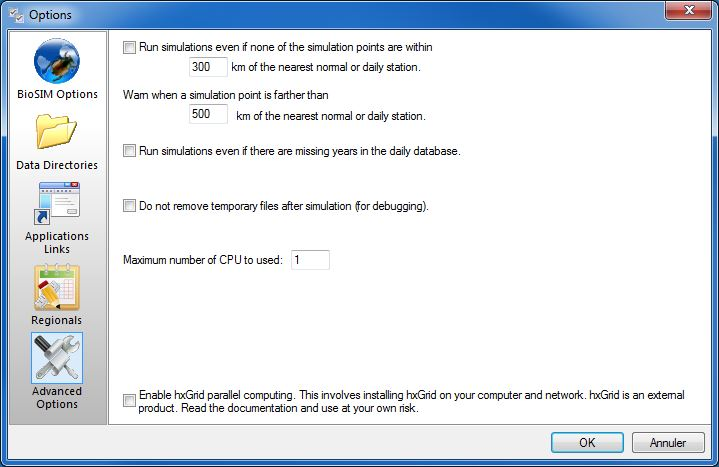 Options
BioSIM Options
Data Directories
Applications
Links
Regionals
Advanced
Options
Run simulations even if none of the simulation points are within
300 km of the nearest normal or daily station.
Warn when a simulation point is farther than
500 km of the nearest normal or daily station.
Run simulations even if there are missing years in the daily database.
Do not remove temporary files after simulation (for debugging).
Maximum number of CPU to used: 1
Enable hxGrid parallel computing. This involves installing hxGrid on your computer and network. hxGrid is an external
product. Read the documentation and use at your own risk.
OK Annuler